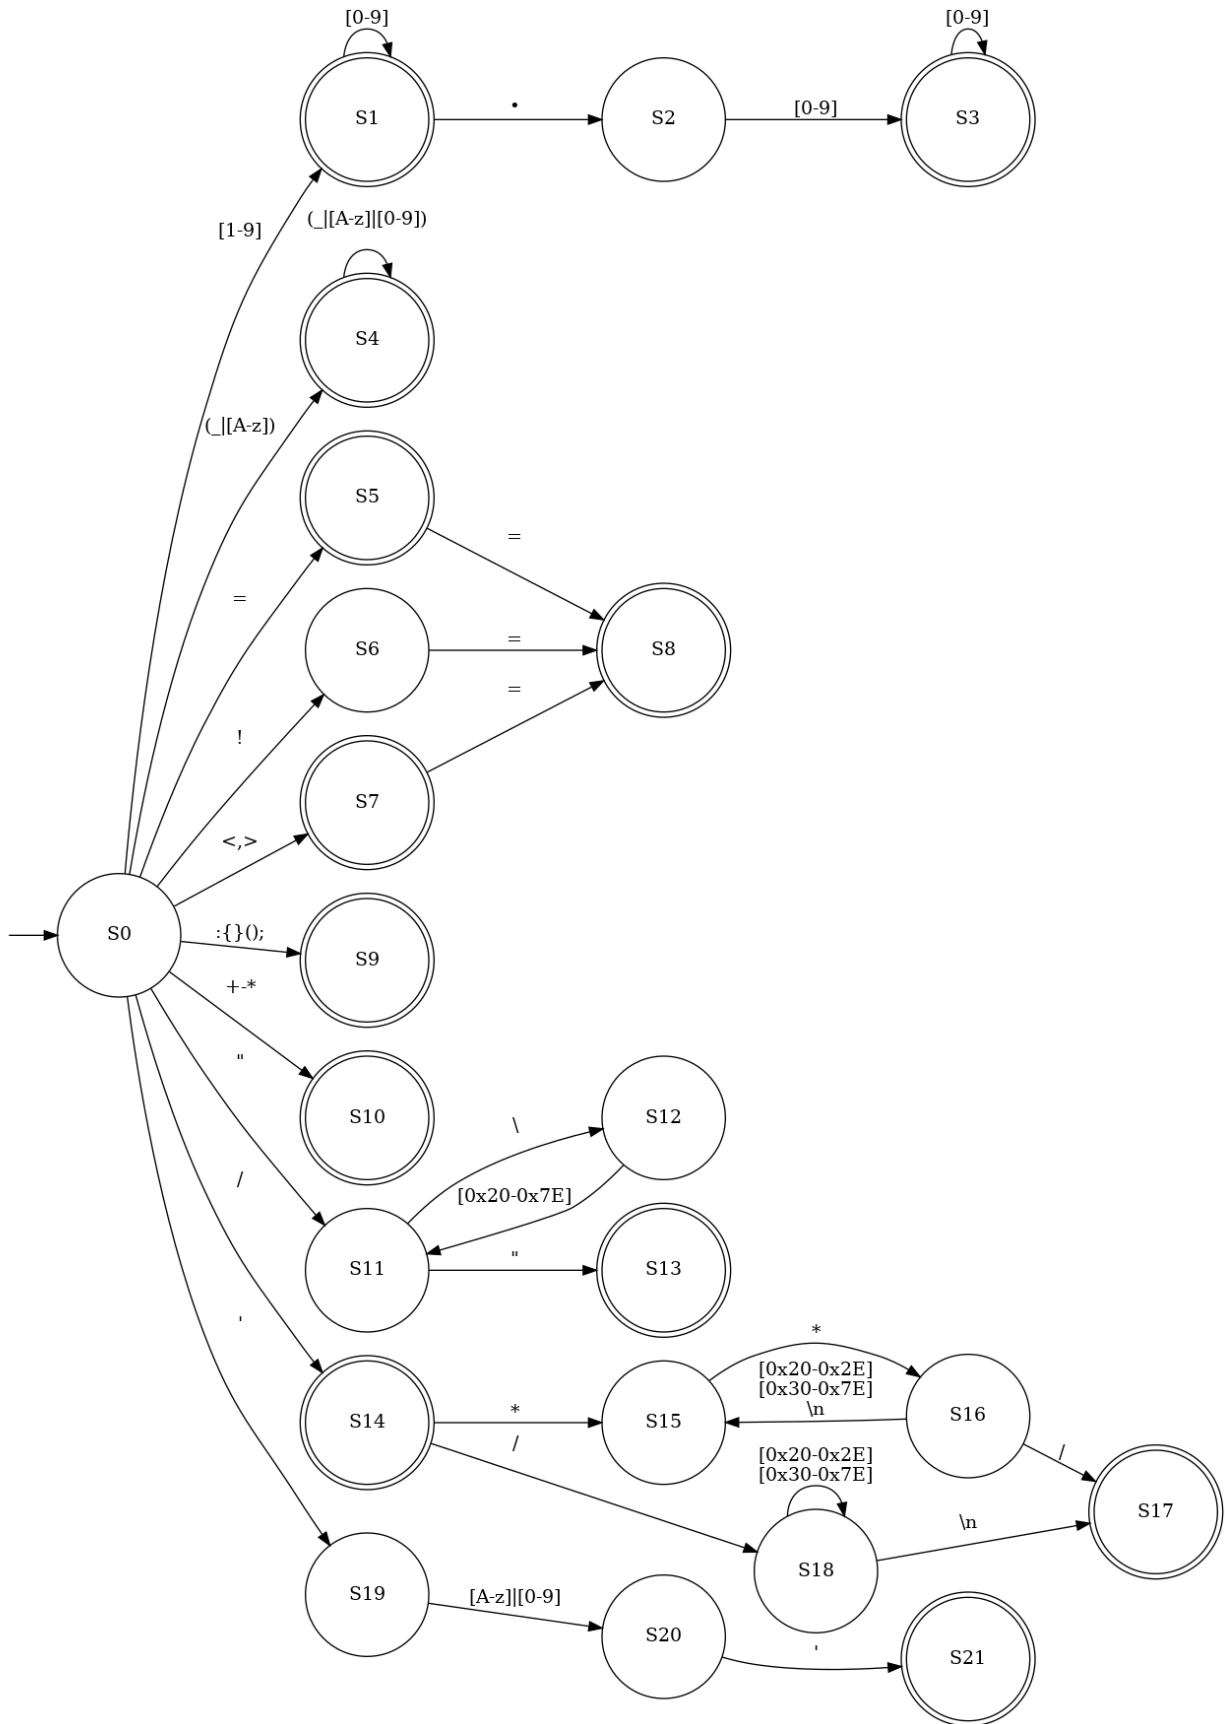 [0-9]
[0-9]
S1
.
S2
[0-9]
S3
[1-9]
(_|[A-z]|[0-9])
S4
(_|[A-z])
S5
=
=
S6
=
S8
!
=
S7
<,>
S0
:{}();
S9
+-*
"
S10
\
S12
/
[0x20-0x7E]
S11
"
S13
'
*
[0x20-0x2E]
[0x30-0x7E]
\n
S14
*
S15
S16
/
/
[0x20-0x2E]
[0x30-0x7E]
S17
\n
S18
S19
[A-z]|[0-9]
S20
'
S21